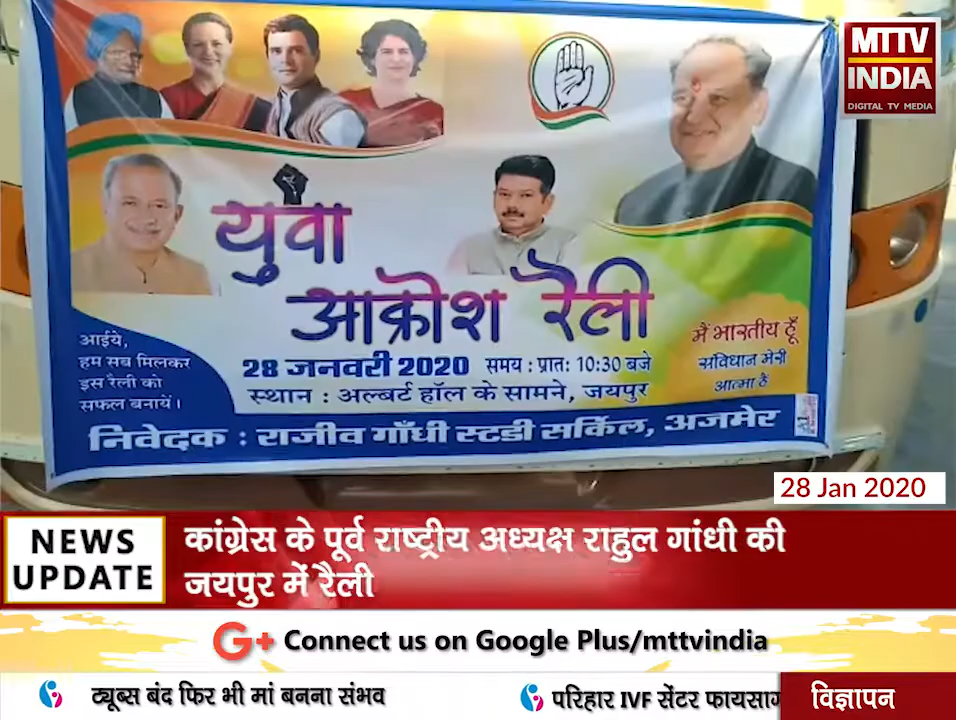 MTTV
INDIA
DIGITAL TV MEDIA
युवा
आक्रोश रैली
28 जनवरी 2020 समय : प्रातः 10:30 बजे
स्थान : अल्बर्ट हॉल के सामने, जयपुर
आईये,
हम सब मिलकर
इस रैली को
सफल बनायें।
मैं भारतीय हूँ
संविधान मेरी
आत्मा है
निवेदक : राजीव गाँधी स्टडी सर्किल, अजमेर
28 Jan 2020
NEWS
UPDATE
कांग्रेस के पूर्व राष्ट्रीय अध्यक्ष राहुल गांधी की
जयपुर में रैली
G+ Connect us on Google Plus/mttvindia
ट्यूब्स बंद फिर भी मां बनना संभव
परिहार IVF सेंटर फायसाग
विज्ञापन